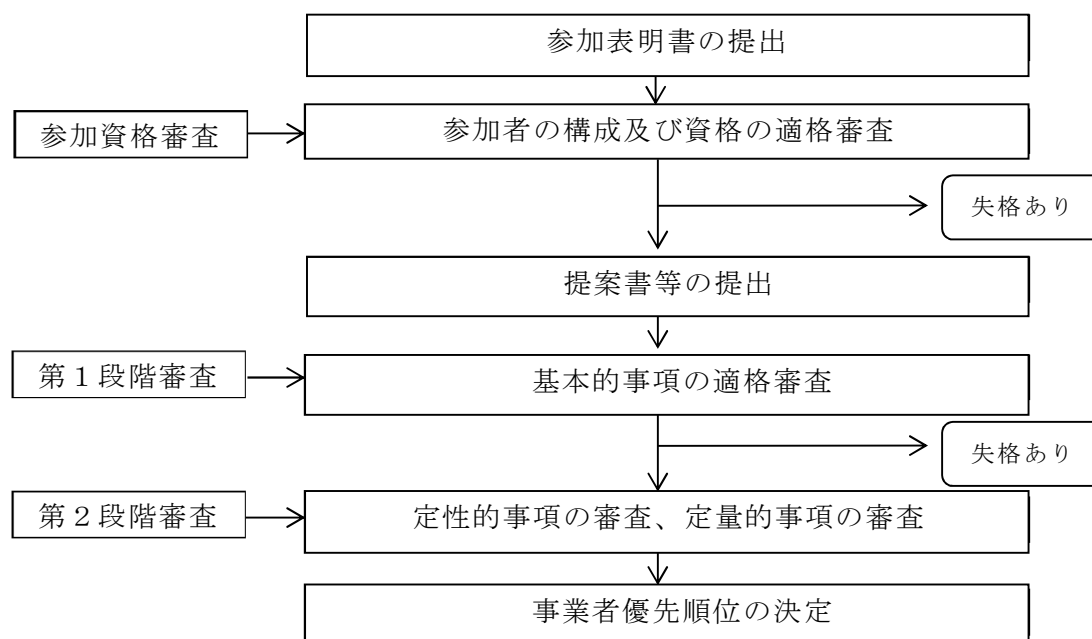 参加表明書の提出
参加資格審査
参加者の構成及び資格の適格審査
失格あり
提案書等の提出
第１段階審査
基本的事項の適格審査
失格あり
第２段階審査
定性的事項の審査、定量的事項の審査
事業者優先順位の決定